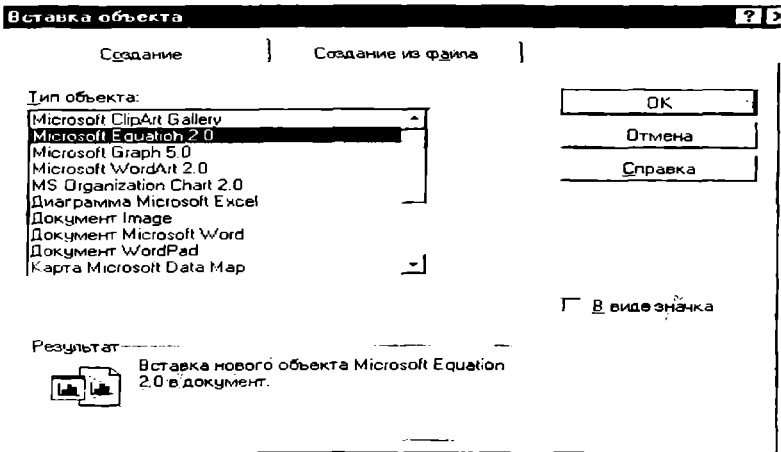 Вставка объекта
Создание
Создание из файла
Тип объекта:
Microsoft ClipArt Gallery
Microsoft Equation 2.0
Microsoft Graph 5.0
Microsoft WordArt 2.0
MS Organization Chart 2.0
Диаграмма Microsoft Excel
Документ Image
Документ Microsoft Word
Документ WordPad
Карта Microsoft Data Map
OK
Отмена
Справка
В виде значка
Результат
Вставка нового объекта Microsoft Equation
2.0 в документ.